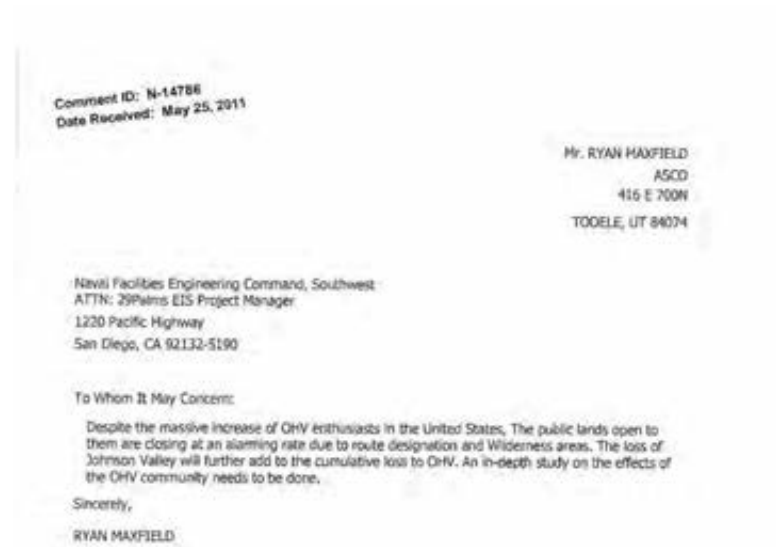 Comment ID: N-14786
Date Received: May 25, 2011
Mr. RYAN MAXFIELD
ASCO
416 E 700N
TOOELE, UT 84074
Naval Facilities Engineering Command, Southwest
ATTN: 29Palms EIS Project Manager
1220 Pacific Highway
San Diego, CA 92132-5190
To Whom It May Concern:
Despite the massive increase of OHV enthusiasts in the United States, The public lands open to
them are closing at an alarming rate due to route designation and Wilderness areas. The loss of
Johnson Valley will further add to the cumulative loss to OHV. An in-depth study on the effects of
the OHV community needs to be done.
Sincerely,
RYAN MAXFIELD